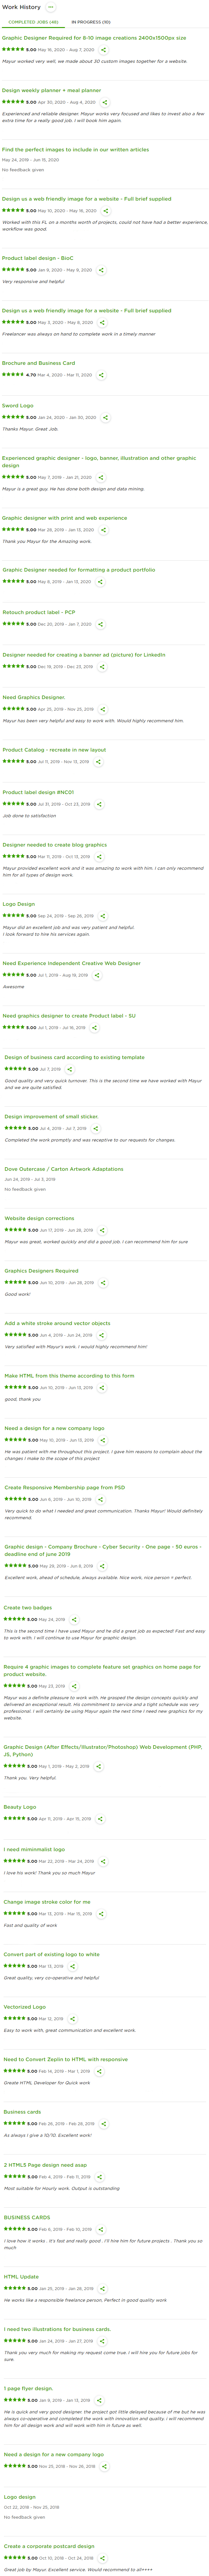 Work History
COMPLETED JOBS (48) IN PROGRESS (10)
Graphic Designer Required for 8-10 image creations 2400x1500px size
5.00 May 16, 2020 - Aug 7, 2020
Mayur worked very well, we made about 30 custom images together for a website.
Design weekly planner + meal planner
5.00 Apr 30, 2020 - Aug 4, 2020
Experienced and reliable designer. Mayur works very focused and likes to invest also a few
extra time for a really good job. I will book him again.
Find the perfect images to include in our written articles
May 24, 2019 - Jun 15, 2020
No feedback given
Design us a web friendly image for a website - Full brief supplied
5.00 May 10, 2020 - May 16, 2020
Worked with this FL on a months worth of projects, could not have had a better experience,
workflow was good.
Product label design - BioC
5.00 Jan 9, 2020 - May 9, 2020
Very responsive and helpful
Design us a web friendly image for a website - Full brief supplied
5.00 May 5, 2020 - May 8, 2020
Freelancer was always on hand to complete work in a timely manner
Brochure and Business Card
4.70 Mar 4, 2020 - Mar 11, 2020
Sword Logo
5.00 Jan 24, 2020 - Jan 30, 2020
Thanks Mayur. Great Job.
Experienced graphic designer - logo, banner, illustration and other graphic
design
5.00 May 7, 2019 - Jan 21, 2020
Mayur is a great guy. He has done both design and data mining.
Graphic designer with print and web experience
5.00 Mar 28, 2019 - Jan 15, 2020
Thank you Mayur for the Amazing work.
Graphic Designer needed for formatting a product portfolio
5.00 May 8, 2019 - Jan 13, 2020
Retouch product label - PCP
5.00 Dec 20, 2019 - Jan 7, 2020
Designer needed for creating a banner ad (picture) for LinkedIn
5.00 Dec 19, 2019 - Dec 23, 2019
Need Graphics Designer.
5.00 Apr 25, 2019 - Nov 25, 2019
Mayur has been very helpful and easy to work with. Would highly recommend him.
Product Catalog - recreate in new layout
5.00 Jul 11, 2019 - Nov 13, 2019
Product label design #NCD1
5.00 Jul 31, 2019 - Oct 23, 2019
Job done to satisfaction
Designer needed to create blog graphics
5.00 Mar 11, 2019 - Oct 13, 2019
Mayur provided excellent work and it was amazing to work with him. I can only recommend
him for all types of design work.
Logo Design
5.00 Sep 24, 2019 - Sep 26, 2019
Mayur did an excellent job and was very patient and helpful.
I look forward to hire his services again.
Need Experience Independent Creative Web Designer
5.00 Jul 1, 2019 - Aug 19, 2019
Awesome
Need graphics designer to create Product label - SU
5.00 Jul 1, 2019 - Jul 16, 2019
Design of business card according to existing template
5.00 Jul 7, 2019
Good quality and very quick turnover. This is the second time we have worked with Mayur
and we are quite satisfied.
Design improvement of small sticker.
5.00 Jul 4, 2019 - Jul 7, 2019
Completed the work promptly and was receptive to our requests for changes.
Dove Outercase / Carton Artwork Adaptations
Jun 24, 2019 - Jul 3, 2019
No feedback given
Website design corrections
5.00 Jun 17, 2019 - Jun 28, 2019
Mayur was great, worked quickly and did a good job. I can recommend him for sure
Graphics Designers Required
5.00 Jun 10, 2019 - Jun 28, 2019
Good work!
Add a white stroke around vector objects
5.00 Jun 4, 2019 - Jun 24, 2019
Very satisfied with Mayur's work. I would highly recommend him!
Make HTML from this theme according to this form
5.00 Jun 10, 2019 - Jun 13, 2019
good, thank you
Need a design for a new company logo
5.00 May 10, 2019 - Jun 13, 2019
He was patient with me throughout this project. I gave him reasons to complain about the
changes I make to the scope of this project
Create Responsive Membership page from PSD
5.00 Jun 6, 2019 - Jun 10, 2019
Very quick to do what I needed and great communication. Thanks Mayur! Would definitely
recommend.
Graphic design - Company Brochure - Cyber Security - One page - 50 euros -
deadline end of june 2019
5.00 May 29, 2019 - Jun 8, 2019
Excellent work, ahead of schedule, always available. Nice work, nice person = perfect.
Create two badges
5.00 May 24, 2019
This is the second time I have used Mayur and he did a great job as expected! Fast and easy
to work with. I will continue to use Mayur for graphic design.
Require 4 graphic images to complete feature set graphics on home page for
product website.
5.00 May 23, 2019
Mayur was a definite pleasure to work with. He grasped the design concepts quickly and
delivered an exceptional result. His commitment to service and a tight schedule was very
professional. I will certainly be using Mayur again the next time I need new graphics for my
website.
Graphic Design (After Effects/Illustrator/Photoshop) Web Development (PHP,
JS, Python)
5.00 May 1, 2019 - May 2, 2019
Thank you. Very helpful.
Beauty Logo
5.00 Apr 11, 2019 - Apr 15, 2019
I need miminmalist logo
5.00 Mar 22, 2019 - Mar 24, 2019
I love his work! Thank you so much Mayur
Change image stroke color for me
5.00 Mar 13, 2019 - Mar 15, 2019
Fast and quality of work
Convert part of existing logo to white
5.00 Mar 13, 2019
Great quality, very co-operative and helpful
Vectorized Logo
5.00 Mar 12, 2019
Easy to work with, great communication and excellent work.
Need to Convert Zeplin to HTML with responsive
5.00 Feb 14, 2019 - Mar 1, 2019
Greate HTML Developer for Quick work
Business cards
5.00 Feb 26, 2019 - Feb 28, 2019
As always I give a 10/10. Excellent work!
2 HTML5 Page design need asap
5.00 Feb 4, 2019 - Feb 11, 2019
Most suitable for Hourly work. Output is outstanding
BUSINESS CARDS
5.00 Feb 6, 2019 - Feb 10, 2019
I love how it works . It's fast and really good . I'll hire him for future projects . Thank you so
much
HTML Update
5.00 Jan 25, 2019 - Jan 28, 2019
He works like a responsible freelance person. Perfect in good quality work
I need two illustrations for business cards.
5.00 Jan 24, 2019 - Jan 27, 2019
Thank you very much for making my request come true. I will hire you for future jobs for
sure.
1 page flyer design.
5.00 Jan 9, 2019 - Jan 13, 2019
He is quick and very good designer. the project got little delayed because of me but he was
always co-operative and completed the work with innovation and quality. I will recommend
him for all design work and will work with him in future as well.
Need a design for a new company logo
5.00 Nov 25, 2018 - Nov 26, 2018
Logo design
Oct 22, 2018 - Nov 25, 2018
No feedback given
Create a corporate postcard design
5.00 Oct 10, 2018 - Oct 24, 2018
Great job by Mayur. Excellent service. Would recommend to all++++